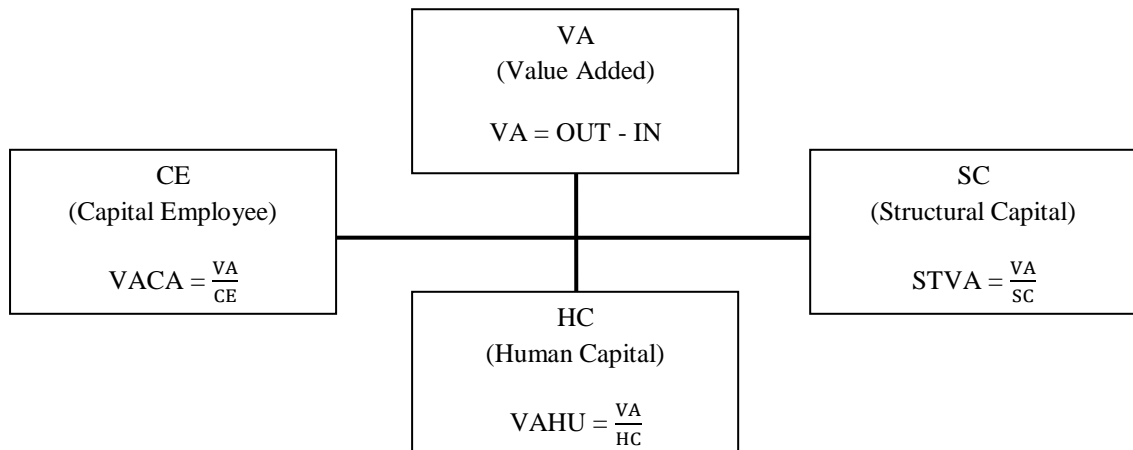 VA
(Value Added)
VA = OUT - IN
CE
(Capital Employee)
VACA = VA/CE
SC
(Structural Capital)
STVA = VA/SC
HC
(Human Capital)
VAHU = VA/HC